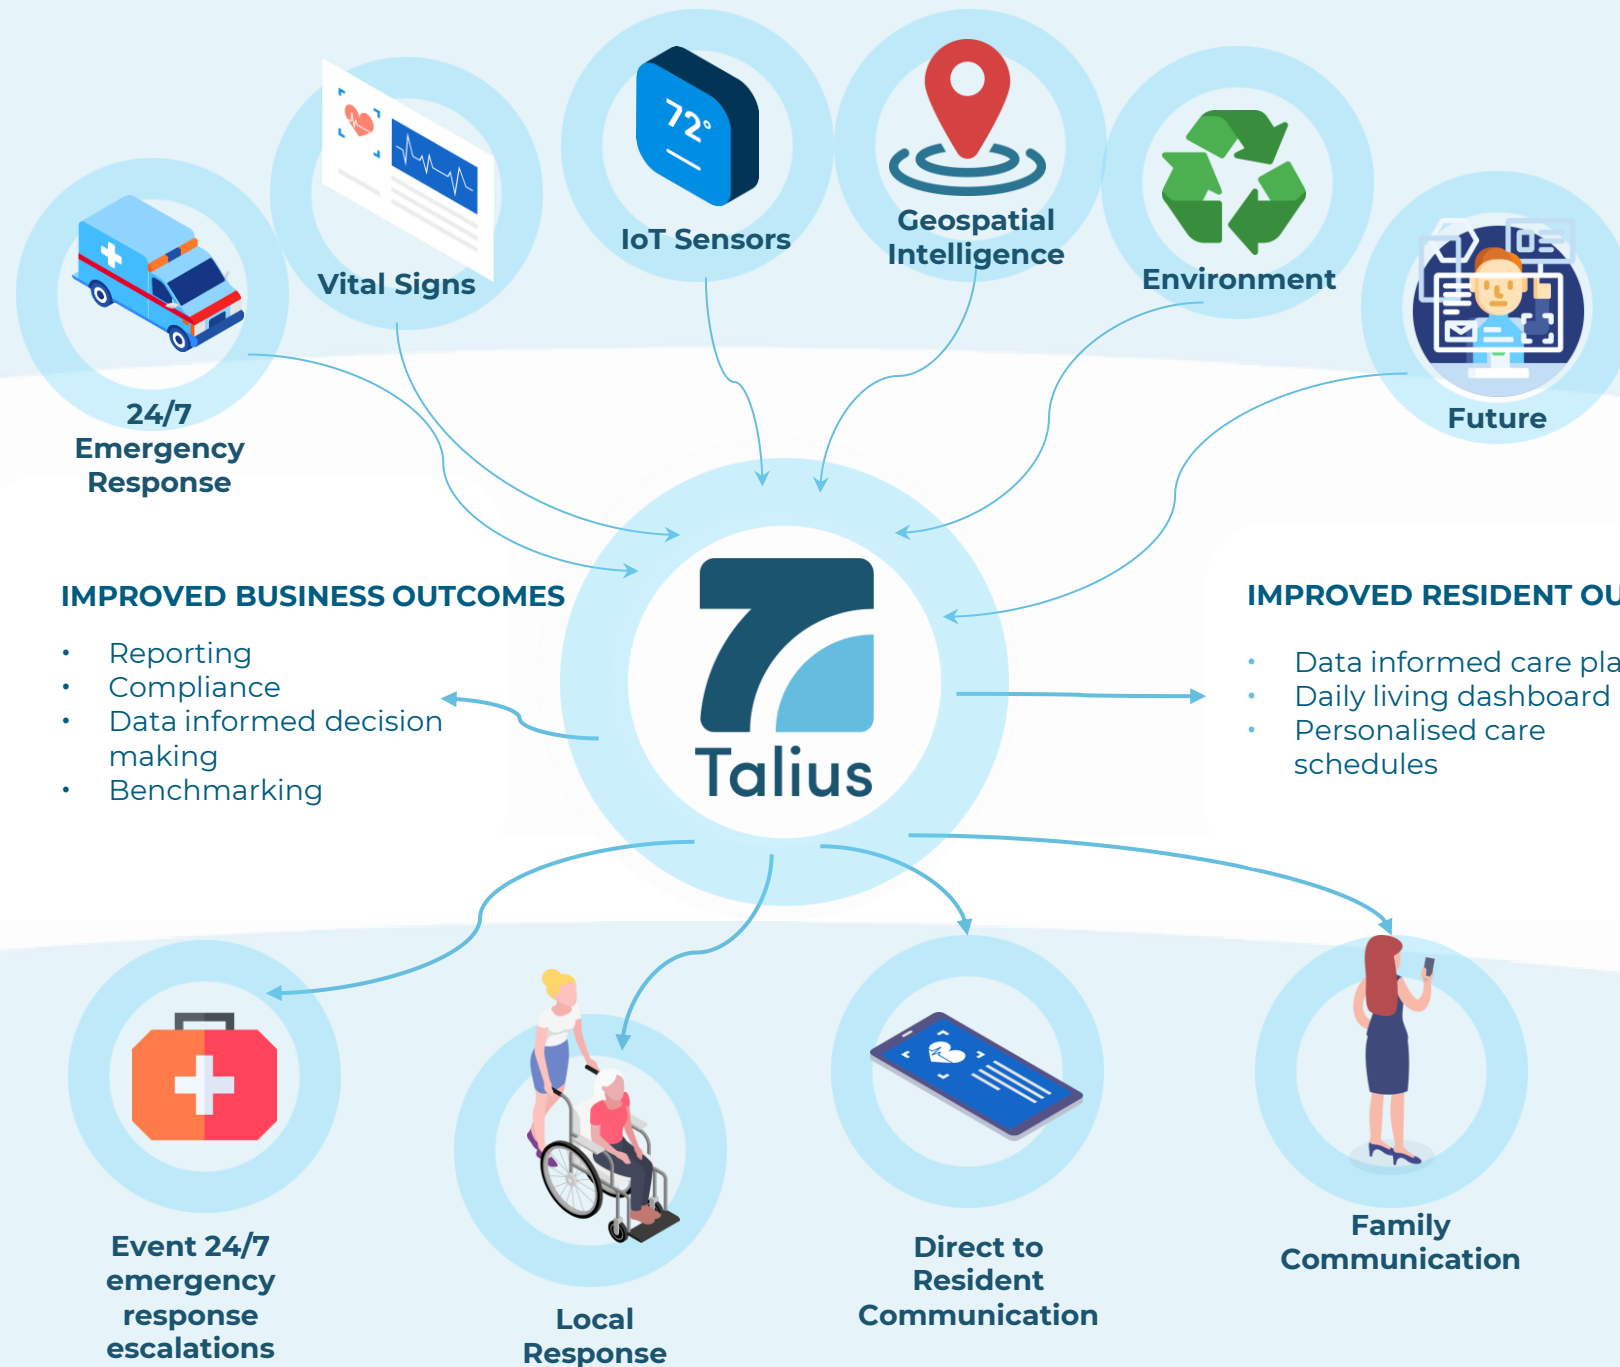 72°
IoT Sensors
Geospatial
Intelligence
Vital Signs
Environment
24/7
Emergency
Response
Future
IMPROVED BUSINESS OUTCOMES
• Reporting
• Compliance
• Data informed decision
making
• Benchmarking
Talius
IMPROVED RESIDENT
• Data informed care
• Daily living dashboard
• Personalised care
schedules
Event 24/7
emergency
response
escalations
Local
Response
Direct to
Resident
Communication
Family
Communication